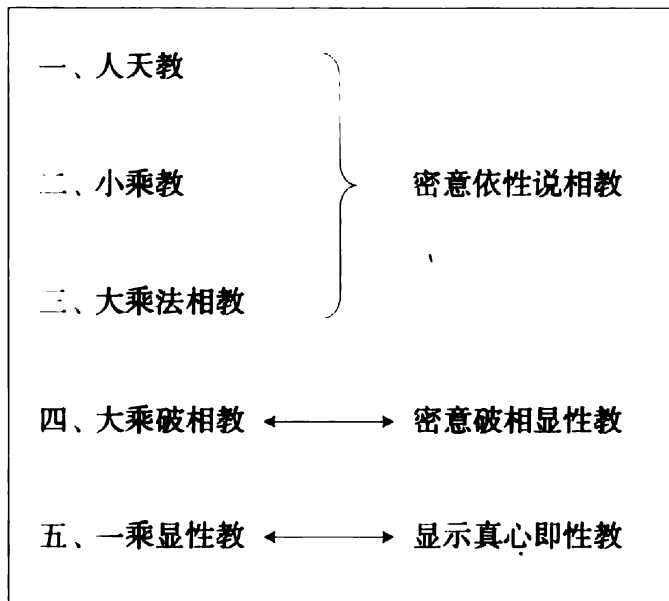 一、人天教
二、小乘教 密意依性说相教
三、大乘法相教
四、大乘破相教 密意破相显性教
五、一乘显性教 显示真心即性教